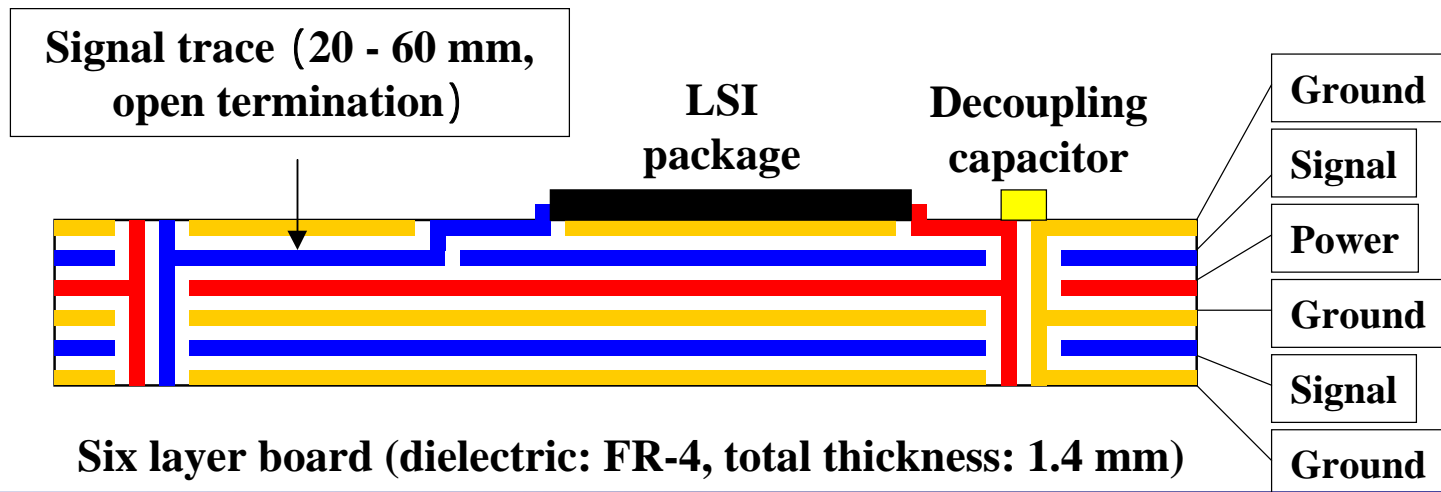 Signal trace (20 - 60 mm,
open termination)
LSI
package
Decoupling
capacitor
Ground
Signal
Power
Ground
Signal
Ground
Six layer board (dielectric: FR-4, total thickness: 1.4 mm)